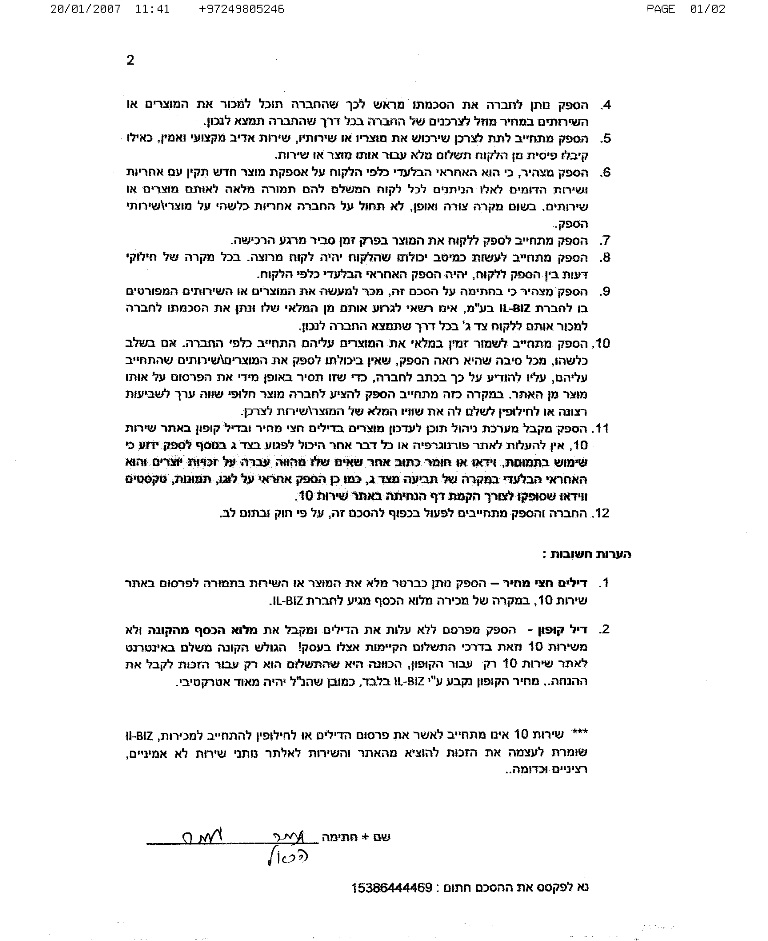 20/01/2007 11:41 +97249805246 PAGE 01/02
2
4. הספק נותן לחברה את הסכמתו מראש לכך שהחברה תוכל למכור את המוצרים או
השירותים במחיר מוזל לצרכנים של החברה בכל דרך שהחברה תמצא לנכון.
5. הספק מתחייב לתת לצרכן שירכוש את מוצריו או שירותיו, שירות אדיב מקצועי ואמין, כאילו
קיבלו פיסית מן הלקוח תשלום מלא עבור אותו מוצר או שירות.
6. הספק מצהיר, כי הוא האחראי הבלעדי כלפי הלקוח על אספקת מוצר חדש תקין עם אחריות
ושירות הדומים לאלו הניתנים לכל לקוח המשלם להם תמורה מלאה לאותם מוצרים או
שירותים. בשום מקרה צורה ואופן, לא תחול על החברה אחריות כלשהי על מוצרי\שירותי
הספק.
7. הספק מתחייב לספק ללקוח את המוצר בפרק זמן סביר מרגע הרכישה.
8. הספק מתחייב לעשות כמיטב יכולתו שהלקוח יהיה לקוח מרוצה. בכל מקרה של חילוקי
דעות בין הספק ללקוח, יהיה הספק האחראי הבלעדי כלפי הלקוח.
9. הספק מצהיר כי בחתימה על הסכם זה, מכר למעשה את המוצרים או השירותים המפורטים
בו לחברת IL-BIZ בע"מ, אינו רשאי לגרוע אותם מן המלאי שלו ונתן את הסכמתו לחברה
למכור אותם ללקוח צד ג' בכל דרך שתמצא החברה לנכון.
10. הספק מתחייב לשמור זמין במלאי את המוצרים עליהם התחייב כלפי החברה. אם בשלב
כלשהו, מכל סיבה שהיא רואה הספק, שאין ביכולתו לספק את המוצרים\שירותים שהתחייב
עליהם, עליו להודיע על כך בכתב לחברה, כדי שזו תסיר באופן מידי את הפרסום על אותו
מוצר מן האתר. במקרה כזה מתחייב הספק להציע לחברה מוצר חלופי שווה ערך לשביעות
רצונה או לחילופין לשלם לה את שוויו המלא של המוצר\שירות לצרכן.
11. הספק מקבל מערכת ניהול תוכן לעדכון מוצרים בדילים חצי מחיר ובדיל קופון באתר שירות
10, אין להעלות לאתר פורנוגרפיה או כל דבר אחר היכול לפגוע בצד ג בנוסף לספק ידוע כי
שימוש בתמונות, וידאו או חומר כתוב אחר שאינם שלו מהווה עברה על זכויות יוצרים והוא
האחראי הבלעדי במקרה של תביעה מצד ג, כמו כן הספק אחראי על לוגו, תמונות, טקסטים
ווידאו שסופקו לצורך הקמת דף הנחיתה באתר שירות 10.
12. החברה והספק מתחייבים לפעול בכפוף להסכם זה, על פי חוק ובתום לב.
הערות חשובות :
1. דילים חצי מחיר – הספק נותן כברטר מלא את המוצר או השירות בתמורה לפרסום באתר
שירות 10, במקרה של מכירה מלוא הכסף מגיע לחברת IL-BIZ.
2. דיל קופון - הספק מפרסם ללא עלות את הדילים ומקבל את מלוא הכסף מהקונה ולא
משירות 10 וזאת בדרכי התשלום הקיימות אצלו בעסק! הגולש הקונה משלם באינטרנט
לאתר שירות 10 רק עבור הקופון, הכוונה היא שהתשלום הוא רק עבור הזכות לקבל את
ההנחה.. מחיר הקופון נקבע ע"י IL-BIZ בלבד, כמובן שהנ"ל יהיה מאוד אטרקטיבי.
*** שירות 10 אינו מתחייב לאשר את פרסום הדילים או לחילופין להתחייב למכירות, Il-BIZ
שומרת לעצמה את הזכות להוציא מהאתר והשירות לאלתר נותני שירות לא אמיניים,
רציניים וכדומה..
שם + חתימה
נא לפקסס את ההסכם חתום : 15386444469